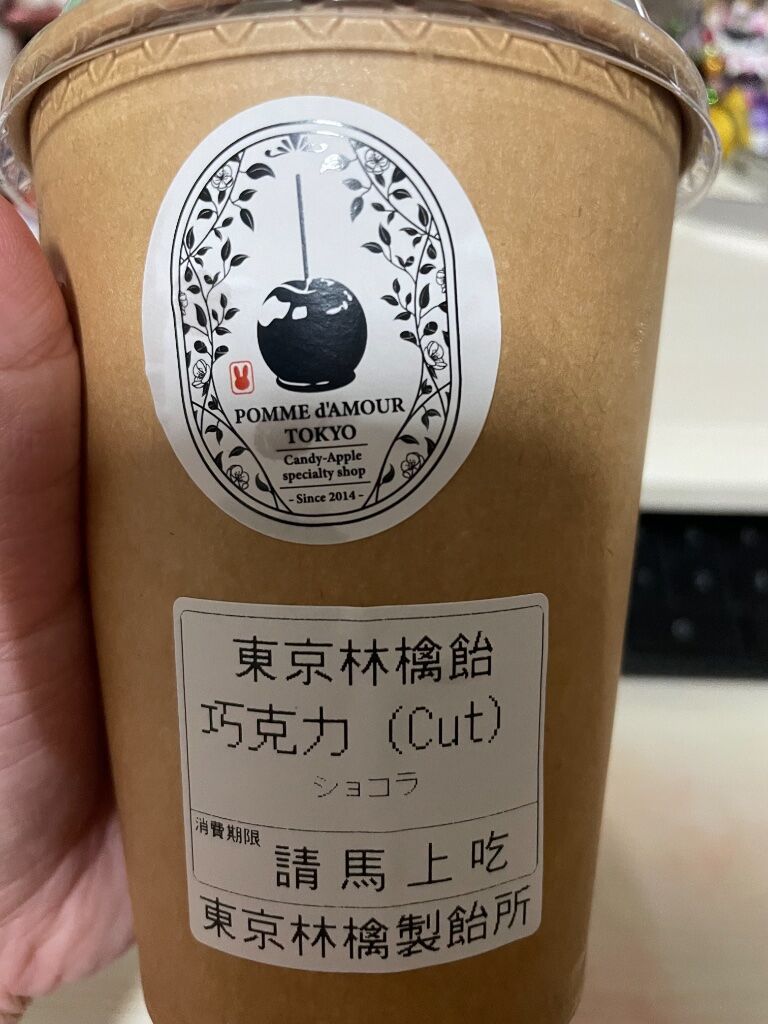 POMME d'AMOUR
TOKYO
Candy-Apple
specialty shop
- Since 2014 -
東京林檎飴
巧克力 (Cut)
ショコラ
消費期限
請馬上吃
東京林檎製飴所